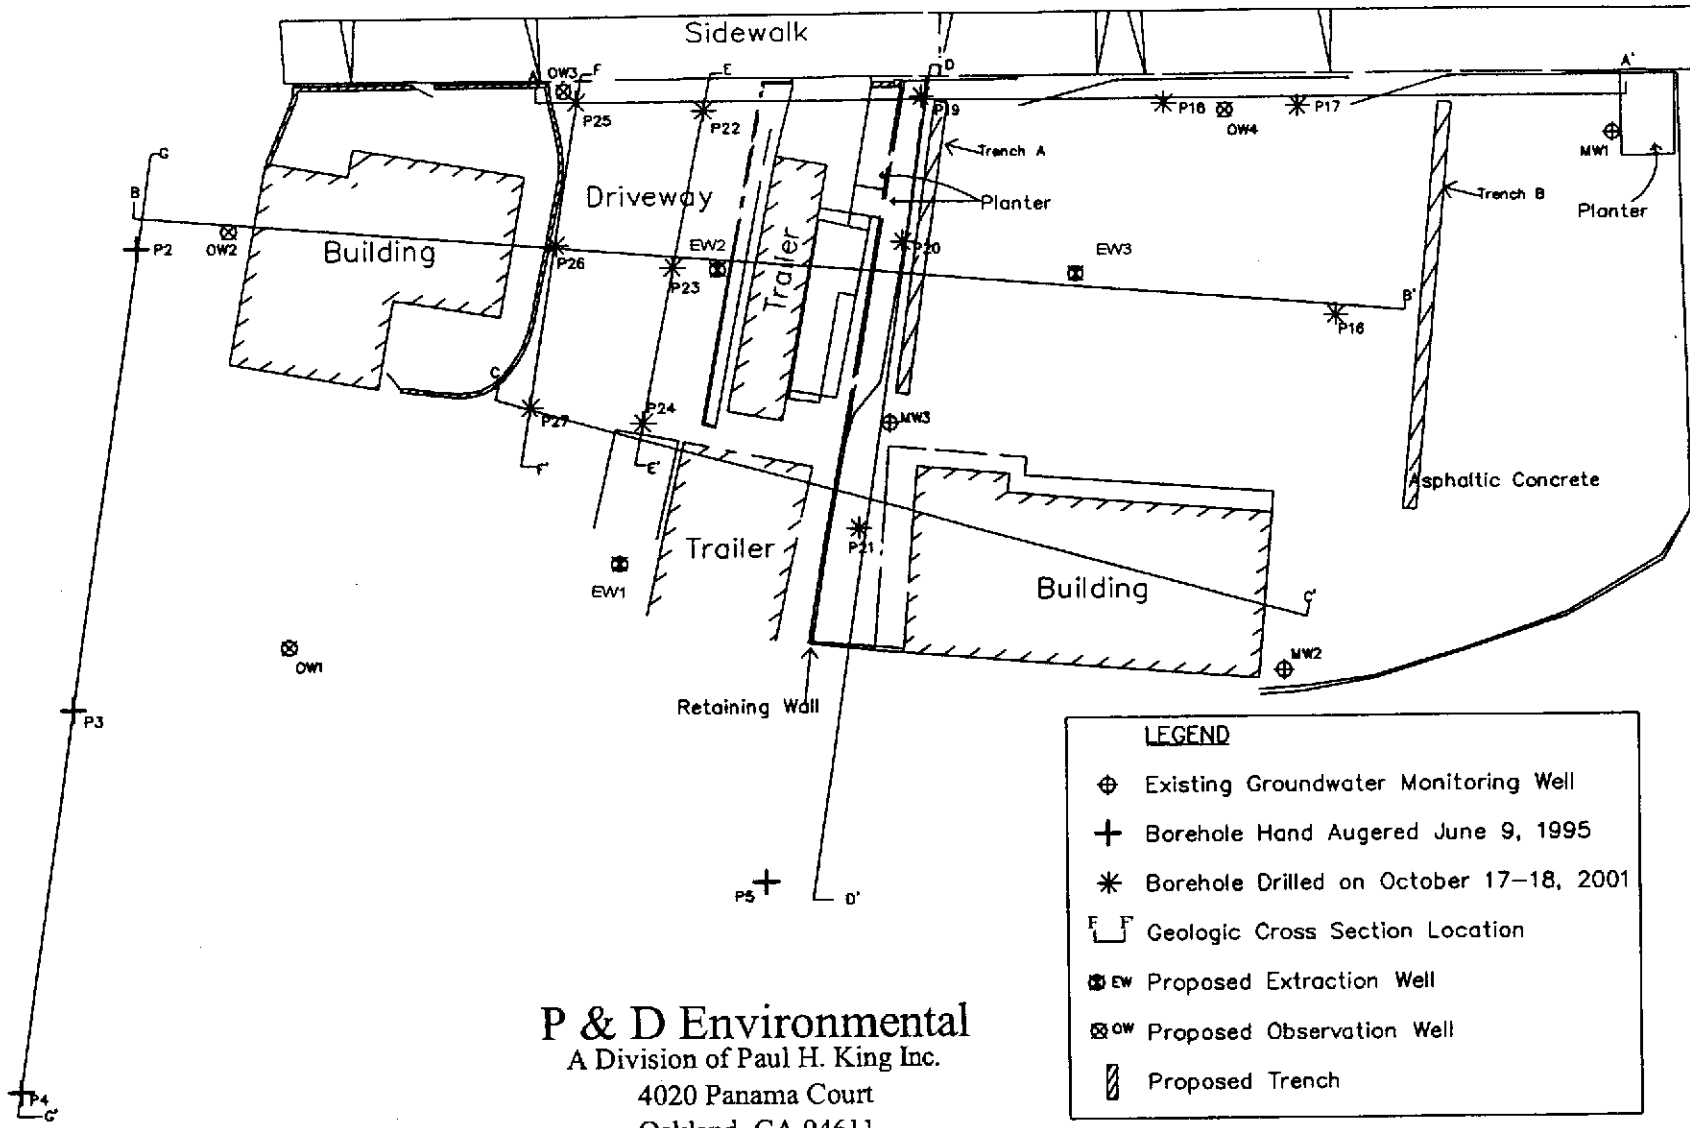 Sidewalk
A
OW3
F
E
D
A'
P25
P22
P19
P18
OW4
P17
MW1
Trench A
Planter
Trench B
Planter
G
B
P2
OW2
Building
Driveway
P26
EW2
P23
Trailer
P20
EW3
B'
P16
C
P27
P24
MW3
F'
E'
Asphaltic Concrete
Trailer
P21
EW1
Building
C'
OW1
MW2
Retaining Wall
P3
P5
D'
P4
G'
LEGEND
Existing Groundwater Monitoring Well
Borehole Hand Augered June 9, 1995
Borehole Drilled on October 17-18, 2001
F F' Geologic Cross Section Location
EW Proposed Extraction Well
OW Proposed Observation Well
Proposed Trench
P & D Environmental
A Division of Paul H. King Inc.
4020 Panama Court
Oakland, CA 94611